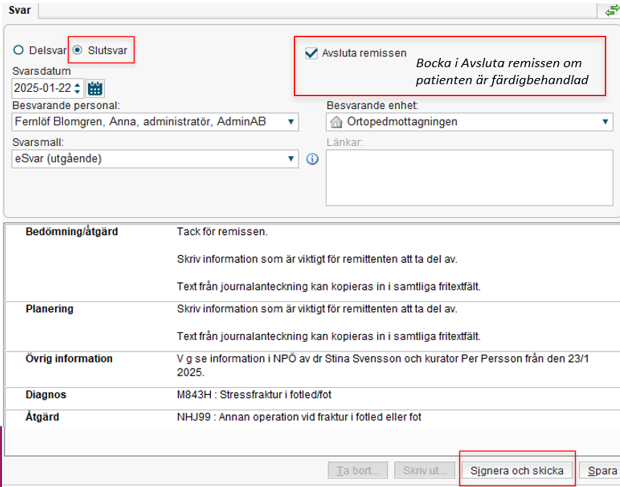 Svar
Delsvar Slutsvar
Avsluta remissen
Bocka i Avsluta remissen om
patienten är färdigbehandlad
Svarsdatum
2025-01-22
Besvarande personal:
Fernlöf Blomgren, Anna, administratör, AdminAB
Besvarande enhet:
Ortopedmottagningen
Svarsmall:
eSvar (utgående)
Länkar:
Bedömning/åtgärd Tack för remissen.
Skriv information som är viktigt för remittenten att ta del av.
Text från journalanteckning kan kopieras in i samtliga fritextfält.
Planering Skriv information som är viktigt för remittenten att ta del av.
Text från journalanteckning kan kopieras in i samtliga fritextfält.
Övrig information V g se information i NPÖ av dr Stina Svensson och kurator Per Persson från den 23/1
2025.
Diagnos M843H : Stressfraktur i fotled/fot
Åtgärd NHJ99 : Annan operation vid fraktur i fotled eller fot
Ta bort... Skriv ut... Signera och skicka Spara